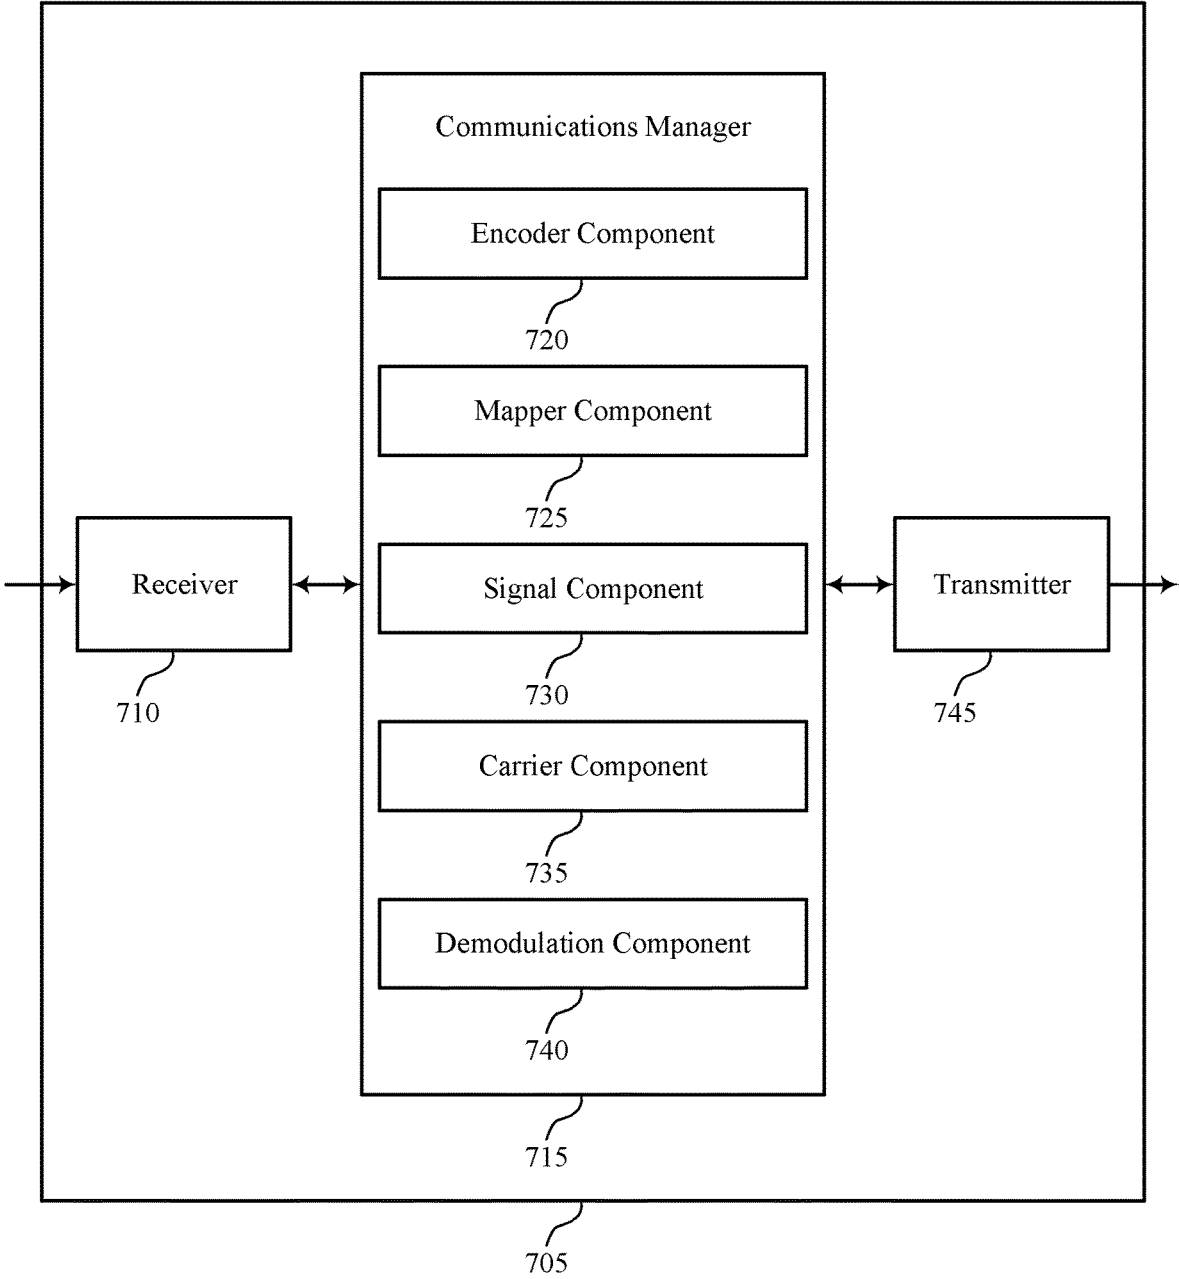 Communications Manager
Encoder Component
720
Mapper Component
725
Receiver
710
Signal Component
730
Transmitter
745
Carrier Component
735
Demodulation Component
740
715
705